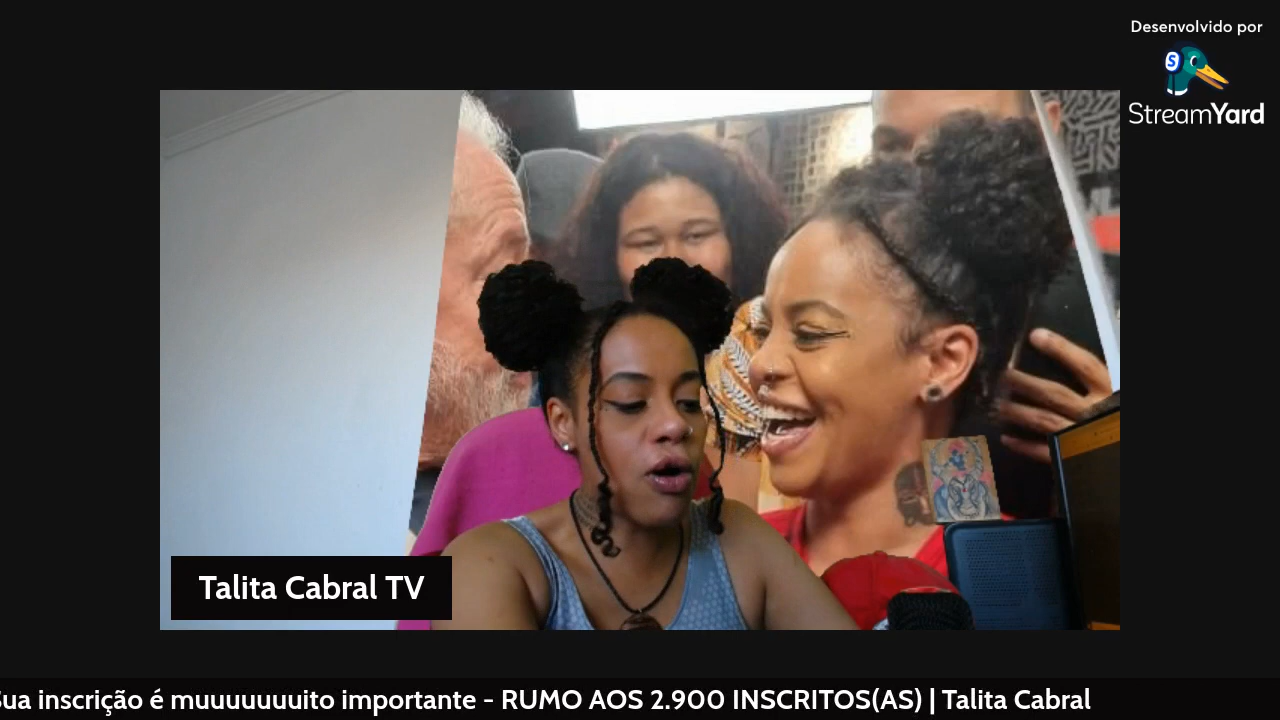 Desenvolvido por
StreamYard
Talita Cabral TV
Sua inscrição é muuuuuuuito importante - RUMO AOS 2.900 INSCRITOS(AS) | Talita Cabral